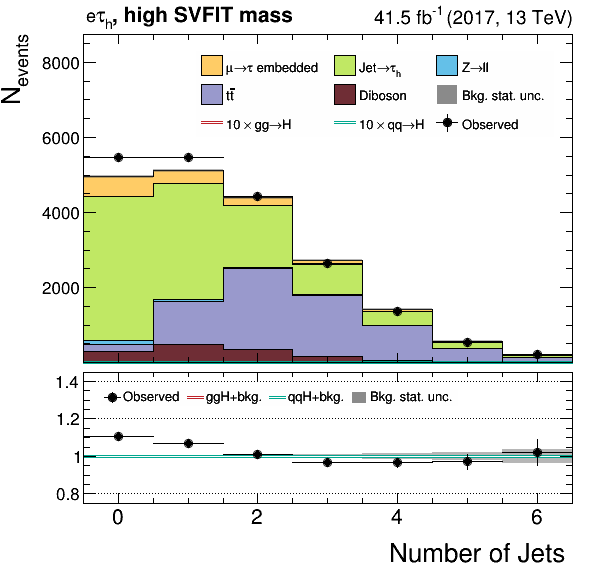 eτh, high SVFIT mass 41.5 fb⁻¹ (2017, 13 TeV)
Nevents
μ→τ embedded Jet→τh Z→ll
tt̄ Diboson Bkg. stat. unc.
10 × gg→H 10 × qq→H Observed
8000
6000
4000
2000
1.4
Observed ggH+bkg. qqH+bkg. Bkg. stat. unc.
1.2
1
0.8
0 2 4 6
Number of Jets